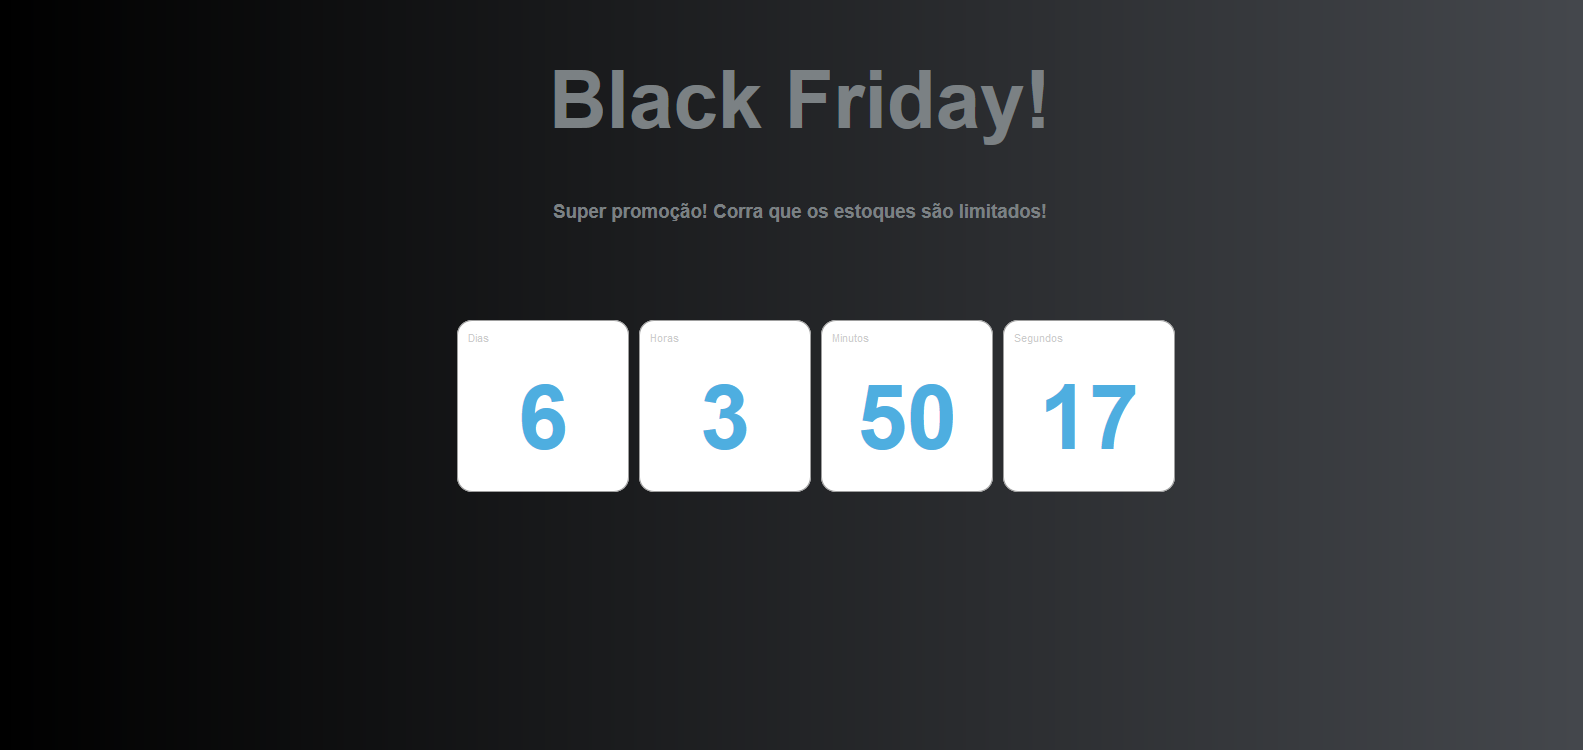 Black Friday!
Super promoção! Corra que os estoques são limitados!
Dias Horas Minutos Segundos
6 3 50 17